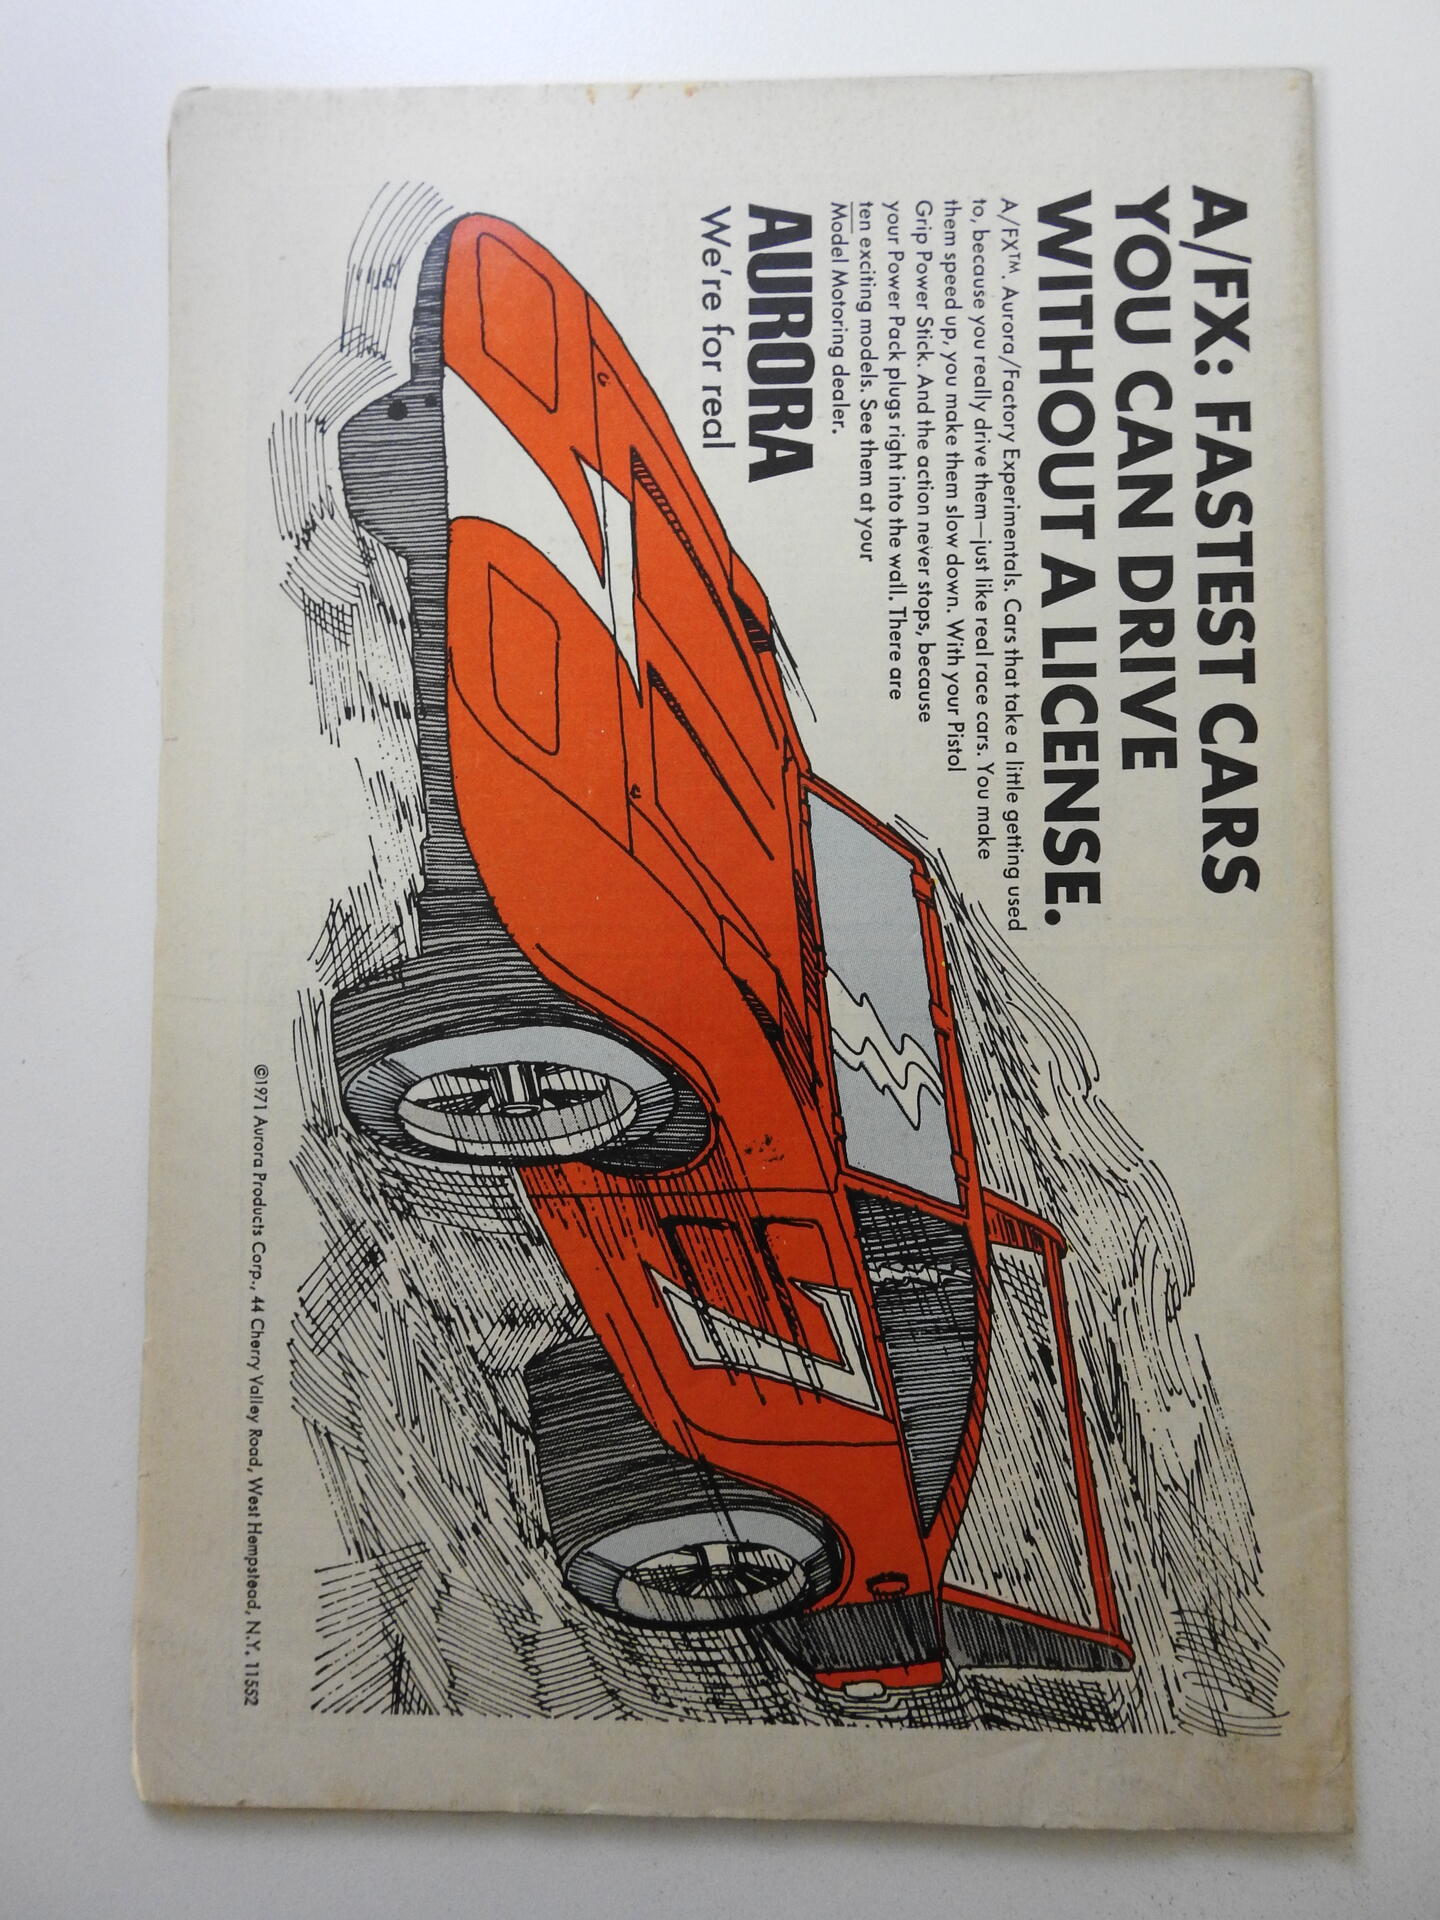 A/FX: FASTEST CARS
YOU CAN DRIVE
WITHOUT A LICENSE.
A/FX™. Aurora/Factory Experimentals. Cars that take a little getting used
to, because you really drive them—just like real race cars. You make
them speed up, you make them slow down. With your Pistol
Grip Power Stick. And the action never stops, because
your Power Pack plugs right into the wall. There are
ten exciting models. See them at your
Model Motoring dealer.
AURORA
We're for real
7
7
©1971 Aurora Products Corp., 44 Cherry Valley Road, West Hempstead, N.Y. 11552